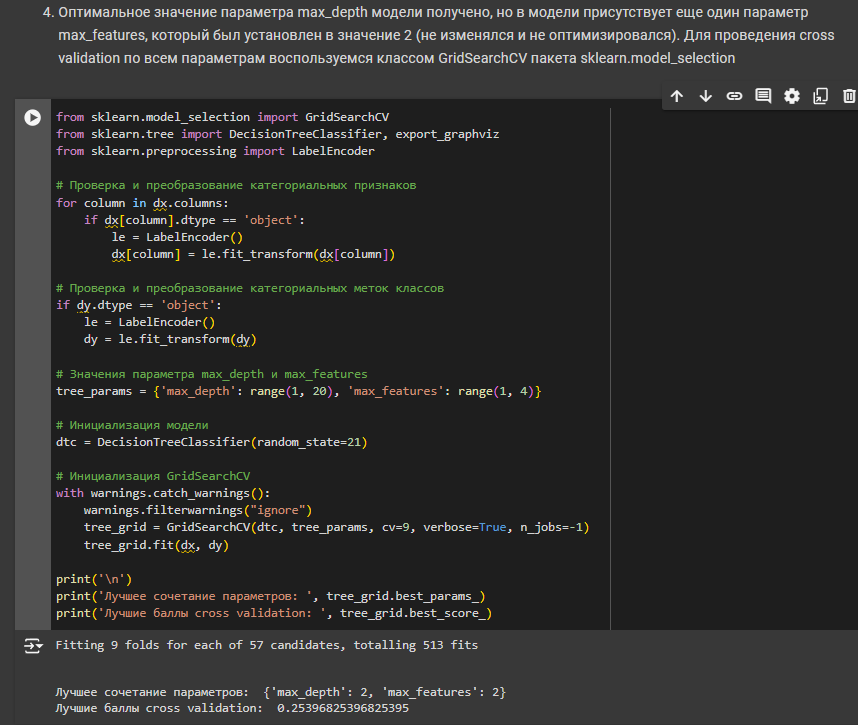 4. Оптимальное значение параметра max_depth модели получено, но в модели присутствует еще один параметр
max_features, который был установлен в значение 2 (не изменялся и не оптимизировался). Для проведения cross
validation по всем параметрам воспользуемся классом GridSearchCV пакета sklearn.model_selection
from sklearn.model_selection import GridSearchCV
from sklearn.tree import DecisionTreeClassifier, export_graphviz
from sklearn.preprocessing import LabelEncoder
# Проверка и преобразование категориальных признаков
for column in dx.columns:
    if dx[column].dtype == 'object':
        le = LabelEncoder()
        dx[column] = le.fit_transform(dx[column])
# Проверка и преобразование категориальных меток классов
if dy.dtype == 'object':
    le = LabelEncoder()
    dy = le.fit_transform(dy)
# Значения параметра max_depth и max_features
tree_params = {'max_depth': range(1, 20), 'max_features': range(1, 4)}
# Инициализация модели
dtc = DecisionTreeClassifier(random_state=21)
# Инициализация GridSearchCV
with warnings.catch_warnings():
    warnings.filterwarnings("ignore")
    tree_grid = GridSearchCV(dtc, tree_params, cv=9, verbose=True, n_jobs=-1)
    tree_grid.fit(dx, dy)
print('\n')
print('Лучшее сочетание параметров: ', tree_grid.best_params_)
print('Лучшие баллы cross validation: ', tree_grid.best_score_)
Fitting 9 folds for each of 57 candidates, totalling 513 fits
Лучшее сочетание параметров:  {'max_depth': 2, 'max_features': 2}
Лучшие баллы cross validation:  0.25396825396825395